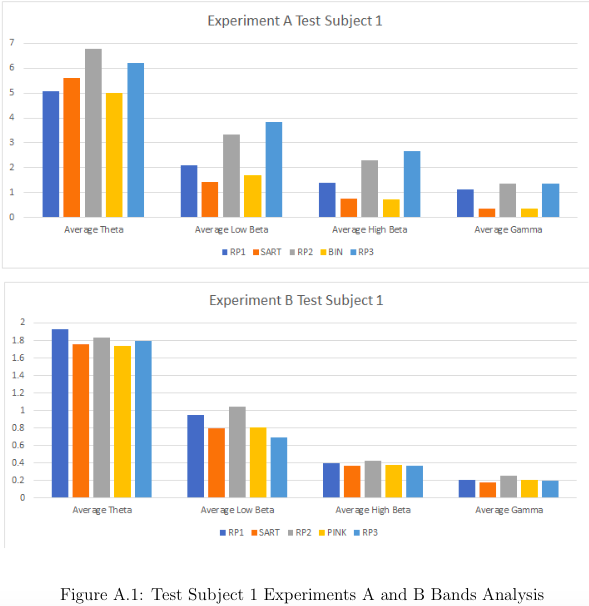 Experiment A Test Subject 1
7
6
5
4
3
2
1
0
Average Theta Average Low Beta Average High Beta Average Gamma
RP1 SART RP2 BIN RP3
Experiment B Test Subject 1
2
1.8
1.6
1.4
1.2
1
0.8
0.6
0.4
0.2
0
Average Theta Average Low Beta Average High Beta Average Gamma
RP1 SART RP2 PINK RP3
Figure A.1: Test Subject 1 Experiments A and B Bands Analysis